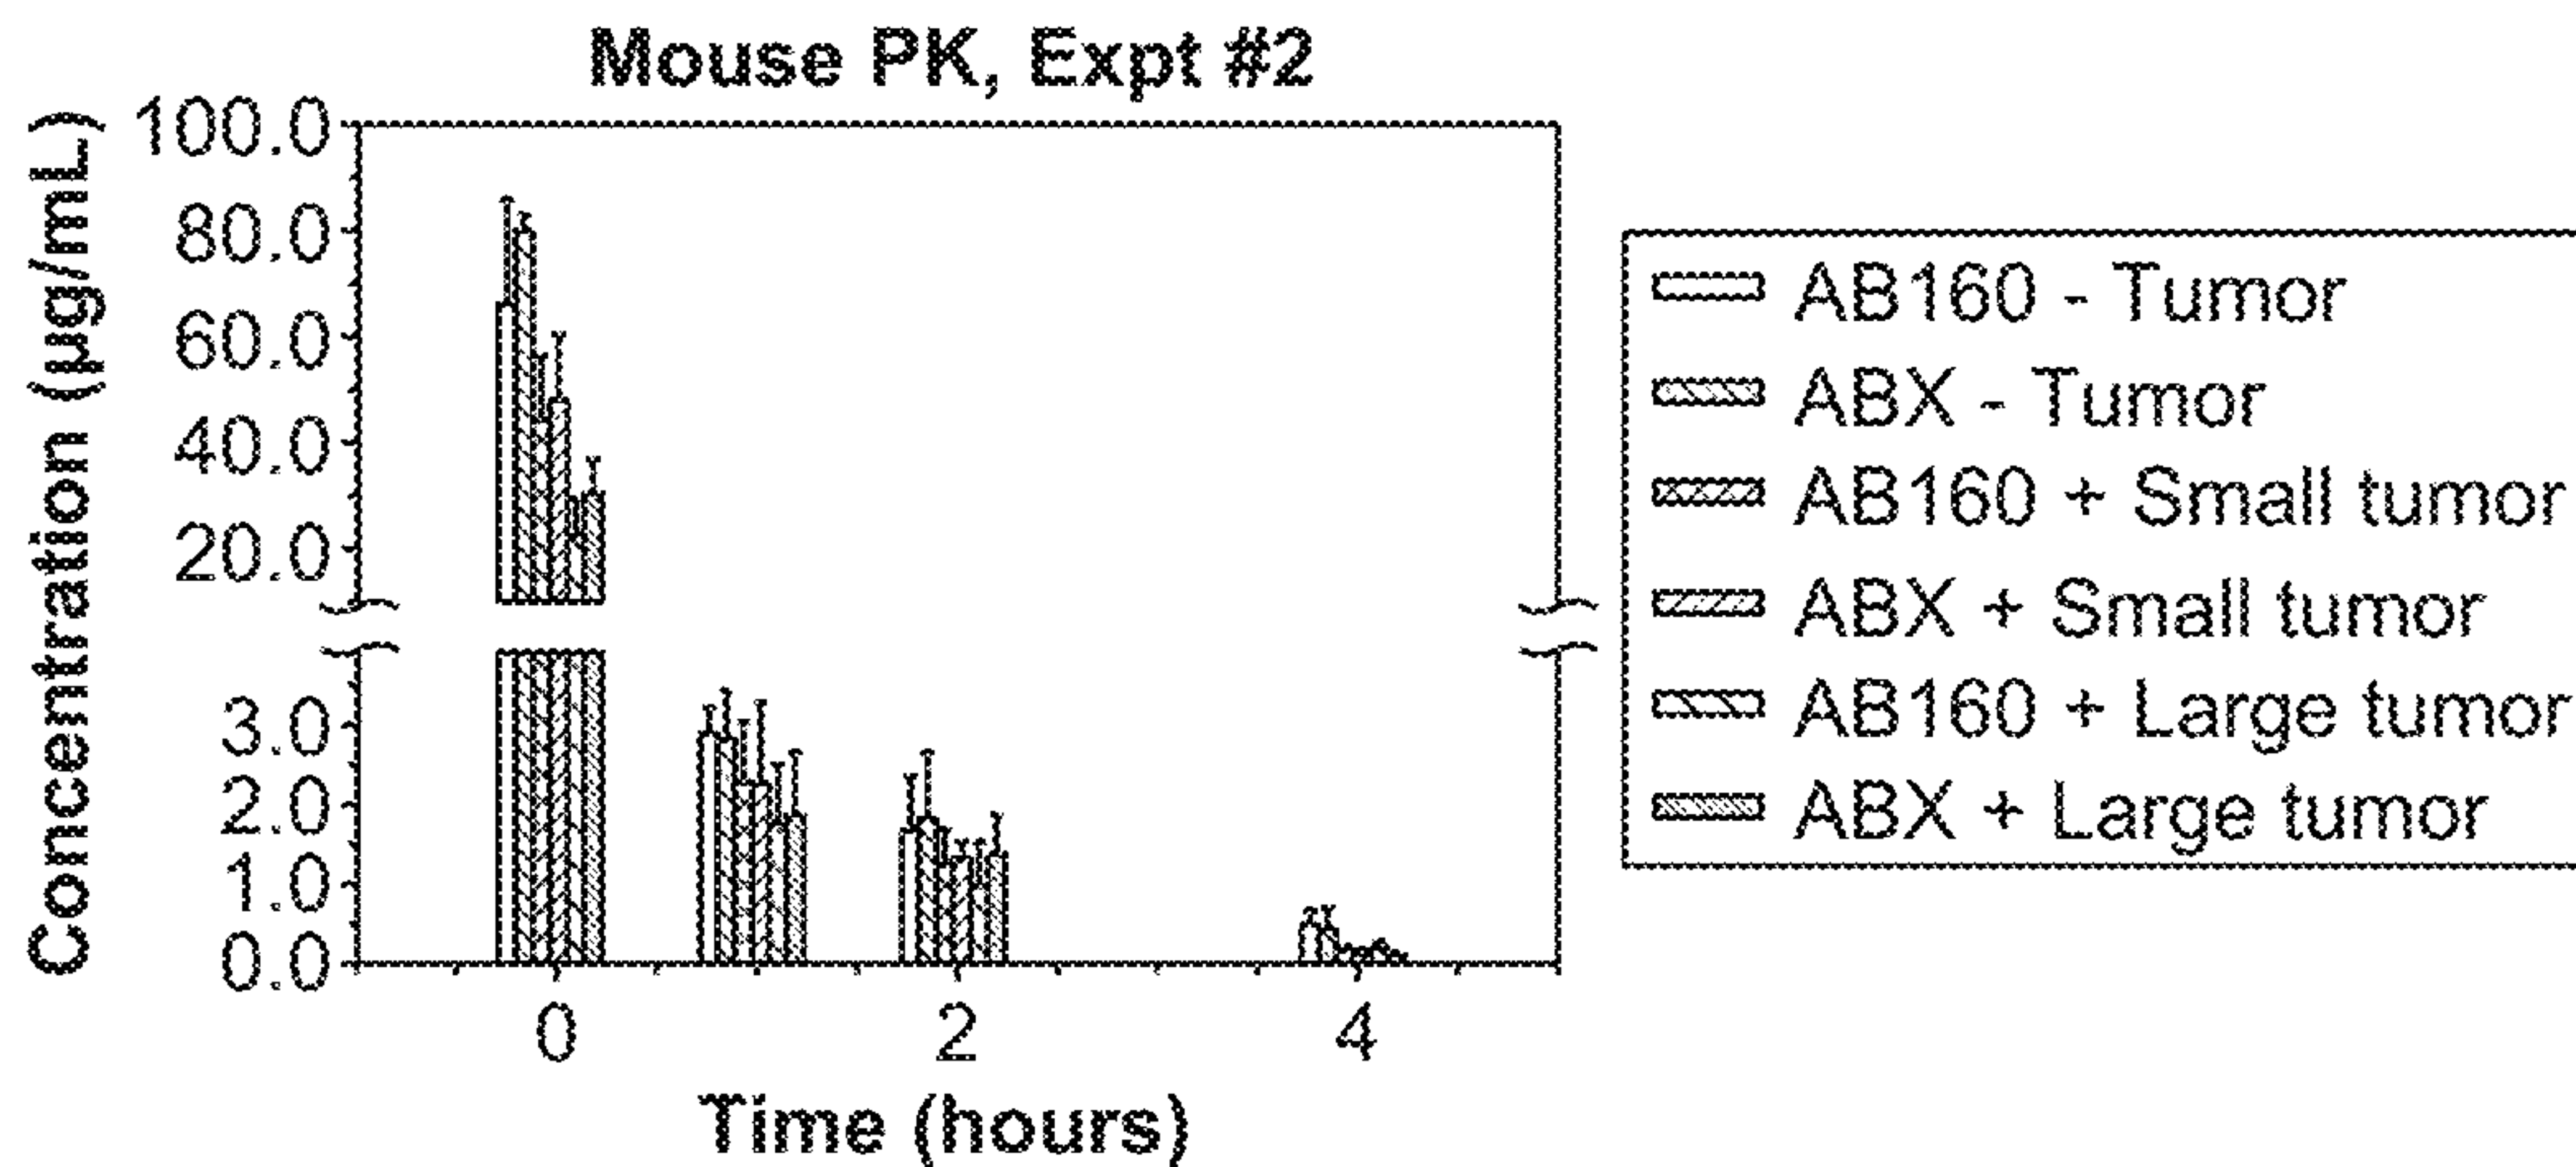 Mouse PK, Expt #2
Concentration (µg/mL)
100.0
80.0
60.0
40.0
20.0
3.0
2.0
1.0
0.0
0 2 4
Time (hours)
AB160 - Tumor
ABX - Tumor
AB160 + Small tumor
ABX + Small tumor
AB160 + Large tumor
ABX + Large tumor